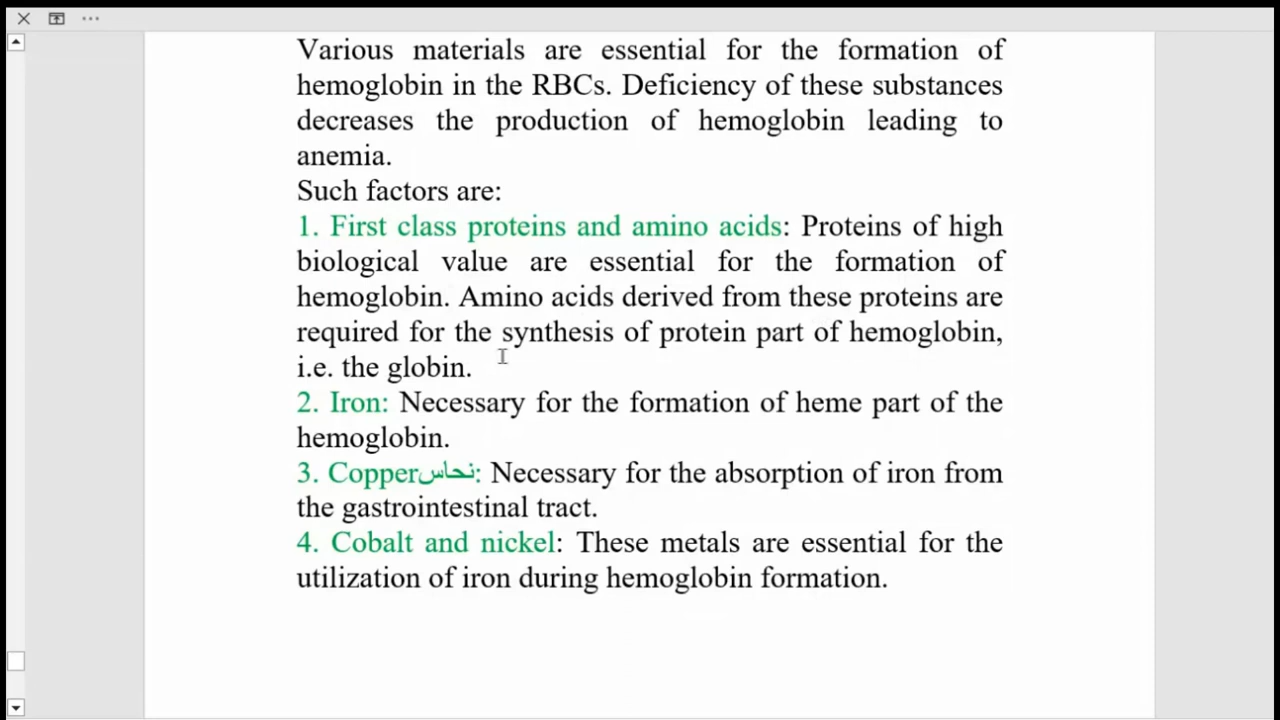 Various materials are essential for the formation of
hemoglobin in the RBCs. Deficiency of these substances
decreases the production of hemoglobin leading to
anemia.
Such factors are:
1. First class proteins and amino acids: Proteins of high
biological value are essential for the formation of
hemoglobin. Amino acids derived from these proteins are
required for the synthesis of protein part of hemoglobin,
i.e. the globin.
2. Iron: Necessary for the formation of heme part of the
hemoglobin.
3. Copperنحاس: Necessary for the absorption of iron from
the gastrointestinal tract.
4. Cobalt and nickel: These metals are essential for the
utilization of iron during hemoglobin formation.